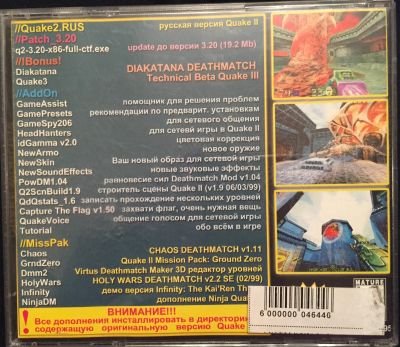 //Quake2.RUS русская версия Quake II
//Patch_3.20
q2-3.20-x86-full-ctf.exe update до версии 3.20 (19.2 Mb)
//!Bonus!
Diakatana DIAKATANA DEATHMATCH
Quake3 Technical Beta Quake III
//AddOn
GameAssist помощник для решения проблем
GamePresets рекомендации по предварит. установкам
GameSpy206 для сетевого общения
HeadHanters для сетей игры в Quake II
idGamma v2.0 цветовая коррекция
NewArmo новое оружие
NewSkin Ваш новый образ для сетевой игры
NewSoundEffects новые звуковые эффекты
PowDM1.04 равновесие сил Deathmatch Mod v1.04
Q2ScnBuild1.9 строитель сцены Quake II (v1.9 06/03/99)
QdQstats_1.6 записать прохождение нескольких уровней
Capture The Flag v1.50 захвати флаг, очень нужная вещь
QuakeVoice общение голосом для сетевой игры
Tutorial обо всём в игре
//MissPak
Chaos CHAOS DEATHMATCH v1.11
GrndZero Quake II Mission Pack: Ground Zero
Dmm2 Virtus Deathmatch Maker 3D редактор уровней
HolyWars HOLY WARS DEATHMATCH v2.2 SE (02/99)
Infinity демо версия Infinity: The Kai'Ren
NinjaDM дополнение Ninja
ВНИМАНИЕ!!!
Все дополнения инсталлировать в директорию
содержащую оригинальную версию Quake
MATURE
6 000000 046446